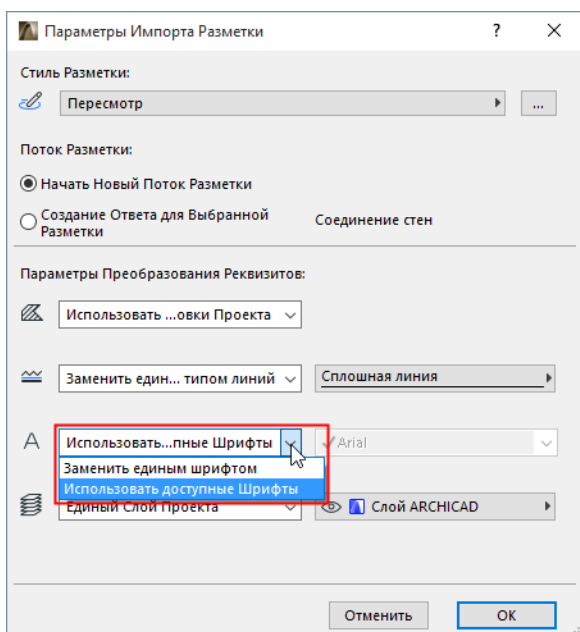 Параметры Импорта Разметки
?
Стиль Разметки:
Пересмотр
...
Поток Разметки:
Начать Новый Поток Разметки
Создание Ответа для Выбранной
Разметки
Соединение стен
Параметры Преобразования Реквизитов:
Использовать ...овки Проекта
Заменить един... типом линий
Сплошная линия
A
Использовать...пные Шрифты
Arial
Заменить единым шрифтом
Использовать доступные Шрифты
Единый Слой Проекта
Слой ARCHICAD
Отменить
OK